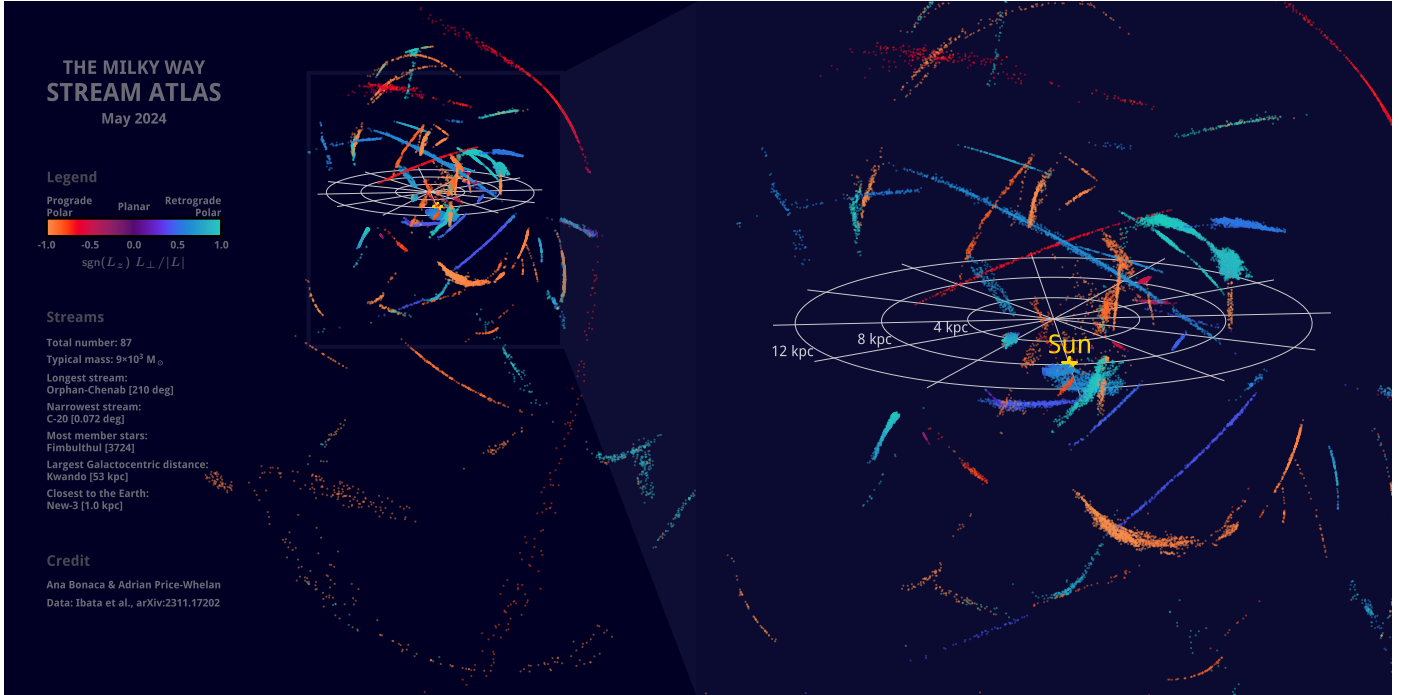 THE MILKY WAY
STREAM ATLAS
May 2024
Legend
Prograde Polar
Planar
Retrograde Polar
-1.0 -0.5 0.0 0.5 1.0
sgn(L_z) L_⊥/|L|
Streams
Total number: 87
Typical mass: 9×10³ M☉
Longest stream:
Orphan-Chenab [210 deg]
Narrowest stream:
C-20 [0.072 deg]
Most member stars:
Fimbulthul [3724]
Largest Galactocentric distance:
Kwando [53 kpc]
Closest to the Earth:
New-3 [1.0 kpc]
Credit
Ana Bonaca & Adrian Price-Whelan
Data: Ibata et al., arXiv:2311.17202
4 kpc
8 kpc
12 kpc
Sun